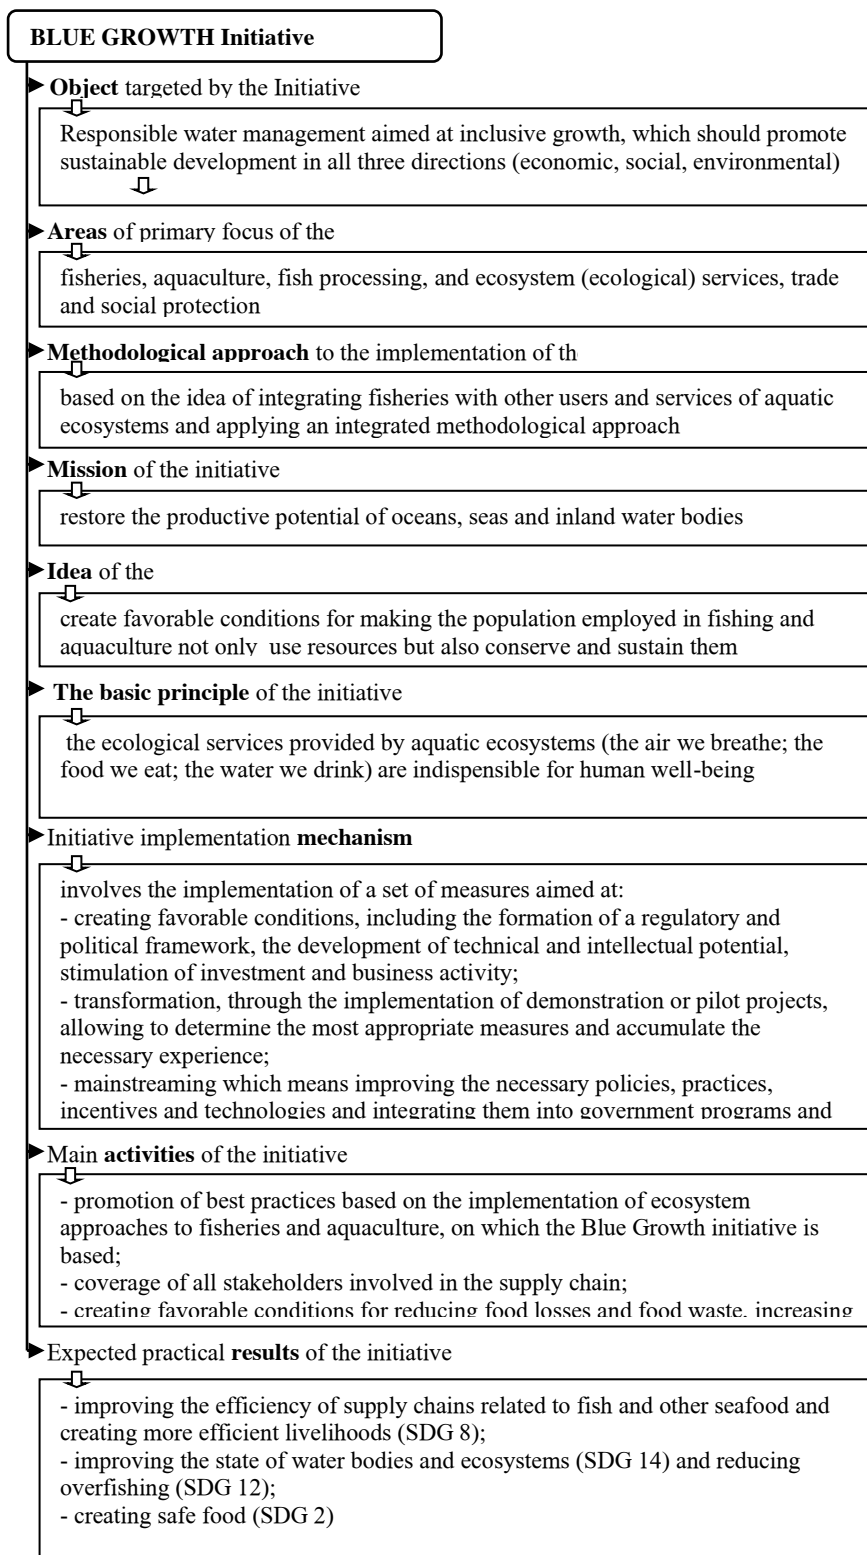 BLUE GROWTH Initiative
Object targeted by the Initiative
Responsible water management aimed at inclusive growth, which should promote
sustainable development in all three directions (economic, social, environmental)
Areas of primary focus of the
fisheries, aquaculture, fish processing, and ecosystem (ecological) services, trade
and social protection
Methodological approach to the implementation of th
based on the idea of integrating fisheries with other users and services of aquatic
ecosystems and applying an integrated methodological approach
Mission of the initiative
restore the productive potential of oceans, seas and inland water bodies
Idea of the
create favorable conditions for making the population employed in fishing and
aquaculture not only use resources but also conserve and sustain them
The basic principle of the initiative
the ecological services provided by aquatic ecosystems (the air we breathe; the
food we eat; the water we drink) are indispensible for human well-being
Initiative implementation mechanism
involves the implementation of a set of measures aimed at:
- creating favorable conditions, including the formation of a regulatory and
political framework, the development of technical and intellectual potential,
stimulation of investment and business activity;
- transformation, through the implementation of demonstration or pilot projects,
allowing to determine the most appropriate measures and accumulate the
necessary experience;
- mainstreaming which means improving the necessary policies, practices,
incentives and technologies and integrating them into government programs and
Main activities of the initiative
- promotion of best practices based on the implementation of ecosystem
approaches to fisheries and aquaculture, on which the Blue Growth initiative is
based;
- coverage of all stakeholders involved in the supply chain;
- creating favorable conditions for reducing food losses and food waste, increasing
Expected practical results of the initiative
- improving the efficiency of supply chains related to fish and other seafood and
creating more efficient livelihoods (SDG 8);
- improving the state of water bodies and ecosystems (SDG 14) and reducing
overfishing (SDG 12);
- creating safe food (SDG 2)